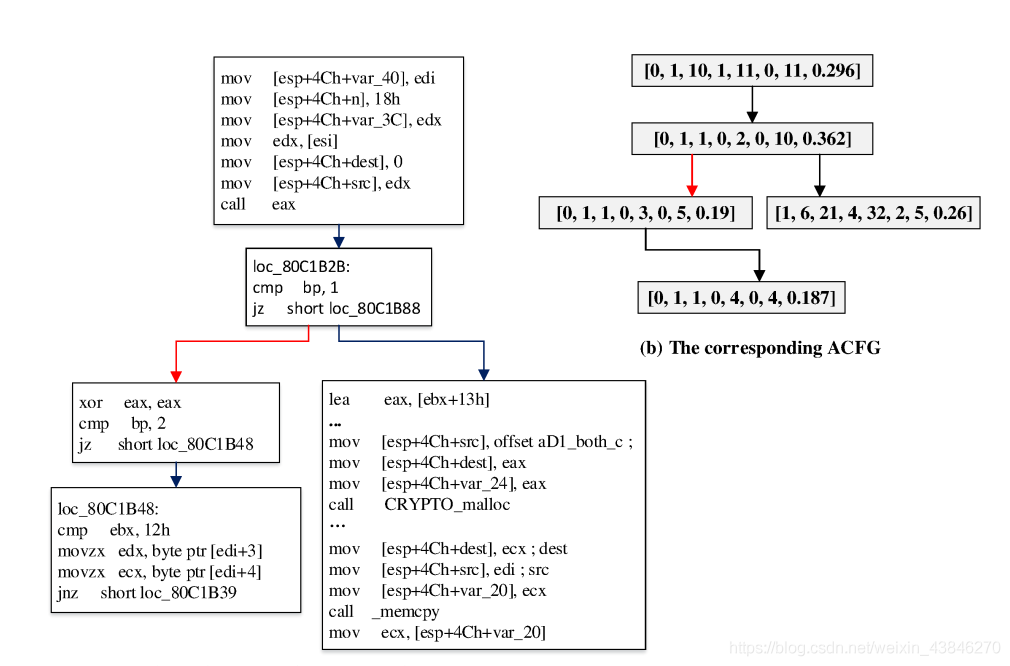 mov [esp+4Ch+var_40], edi
mov [esp+4Ch+n], 18h
mov [esp+4Ch+var_3C], edx
mov edx, [esi]
mov [esp+4Ch+dest], 0
mov [esp+4Ch+src], edx
call eax
loc_80C1B2B:
cmp bp, 1
jz short loc_80C1B88
xor eax, eax
cmp bp, 2
jz short loc_80C1B48
loc_80C1B48:
cmp ebx, 12h
movzx edx, byte ptr [edi+3]
movzx ecx, byte ptr [edi+4]
jnz short loc_80C1B39
lea eax, [ebx+13h]
...
mov [esp+4Ch+src], offset aD1_both_c ;
mov [esp+4Ch+dest], eax
mov [esp+4Ch+var_24], eax
call CRYPTO_malloc
...
mov [esp+4Ch+dest], ecx ; dest
mov [esp+4Ch+src], edi ; src
mov [esp+4Ch+var_20], ecx
call _memcpy
mov ecx, [esp+4Ch+var_20]
[0, 1, 10, 1, 11, 0, 11, 0.296]
[0, 1, 1, 0, 2, 0, 10, 0.362]
[0, 1, 1, 0, 3, 0, 5, 0.19]
[1, 6, 21, 4, 32, 2, 5, 0.26]
[0, 1, 1, 0, 4, 0, 4, 0.187]
(b) The corresponding ACFG
https://blog.csdn.net/weixin_43846270